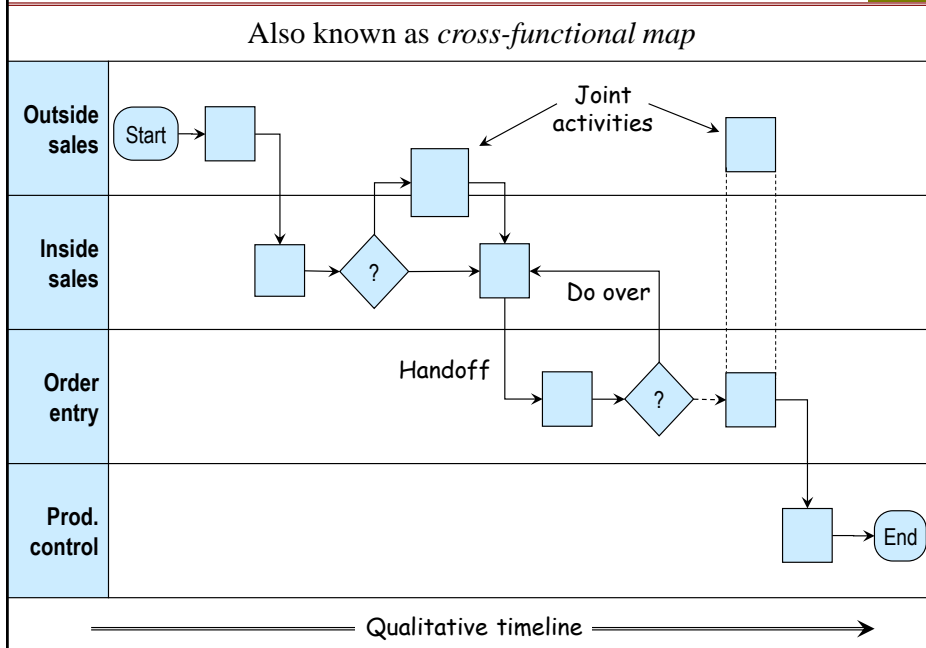 Also known as cross-functional map
Outside
sales
Start
Joint
activities
Inside
sales
?
Do over
Order
entry
Handoff
?
Prod.
control
End
Qualitative timeline